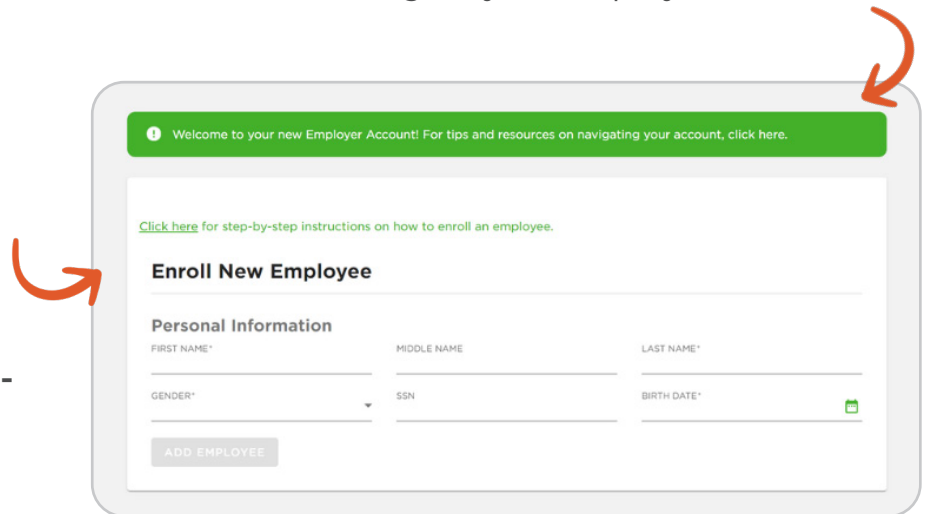 Welcome to your new Employer Account! For tips and resources on navigating your account, click here.
Click here for step-by-step instructions on how to enroll an employee.
Enroll New Employee
Personal Information
FIRST NAME* MIDDLE NAME LAST NAME*
GENDER* SSN BIRTH DATE*
-
ADD EMPLOYEE